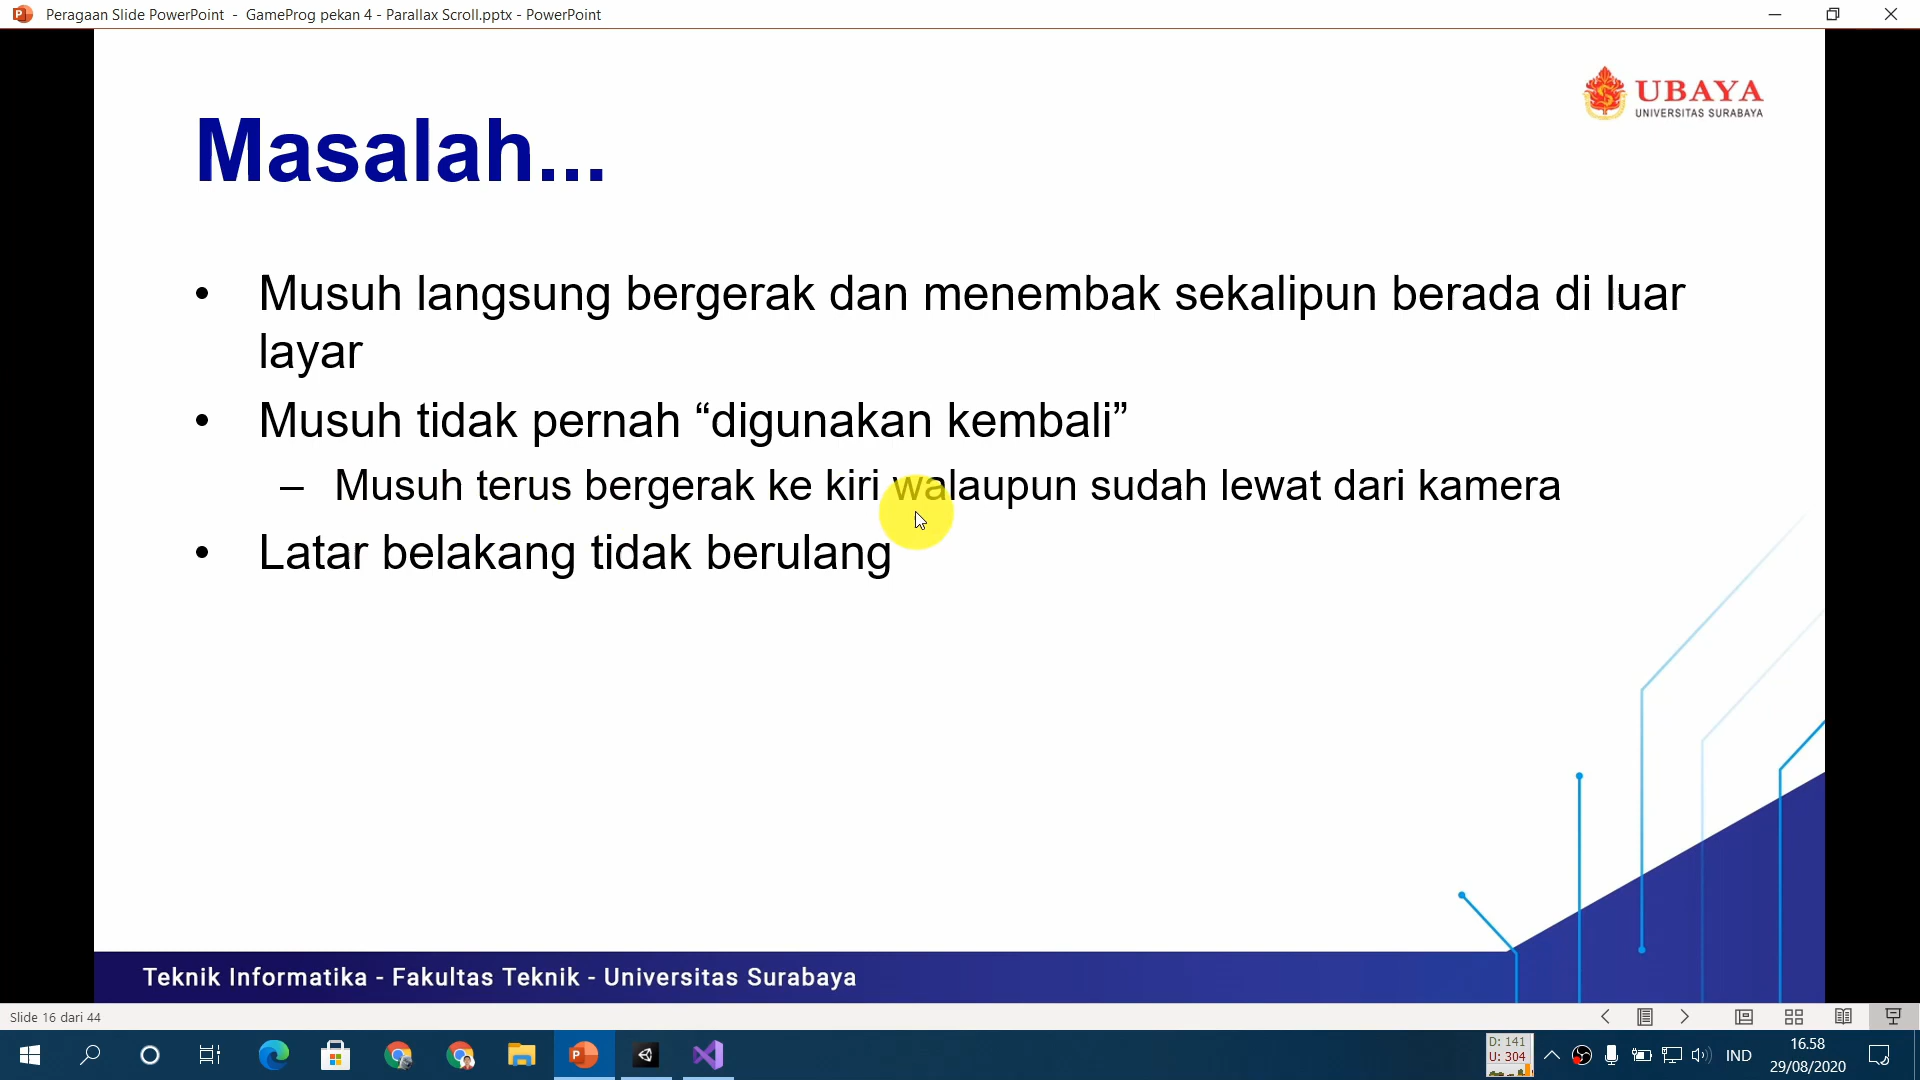 Peragaan Slide PowerPoint - GameProg pekan 4 - Parallax Scroll.pptx - PowerPoint
UBAYA
UNIVERSITAS SURABAYA
Masalah...
• Musuh langsung bergerak dan menembak sekalipun berada di luar
layar
• Musuh tidak pernah “digunakan kembali”
– Musuh terus bergerak ke kiri walaupun sudah lewat dari kamera
• Latar belakang tidak berulang
Teknik Informatika - Fakultas Teknik - Universitas Surabaya
Slide 16 dari 44
D: 141
U: 304
IND
16.58
29/08/2020